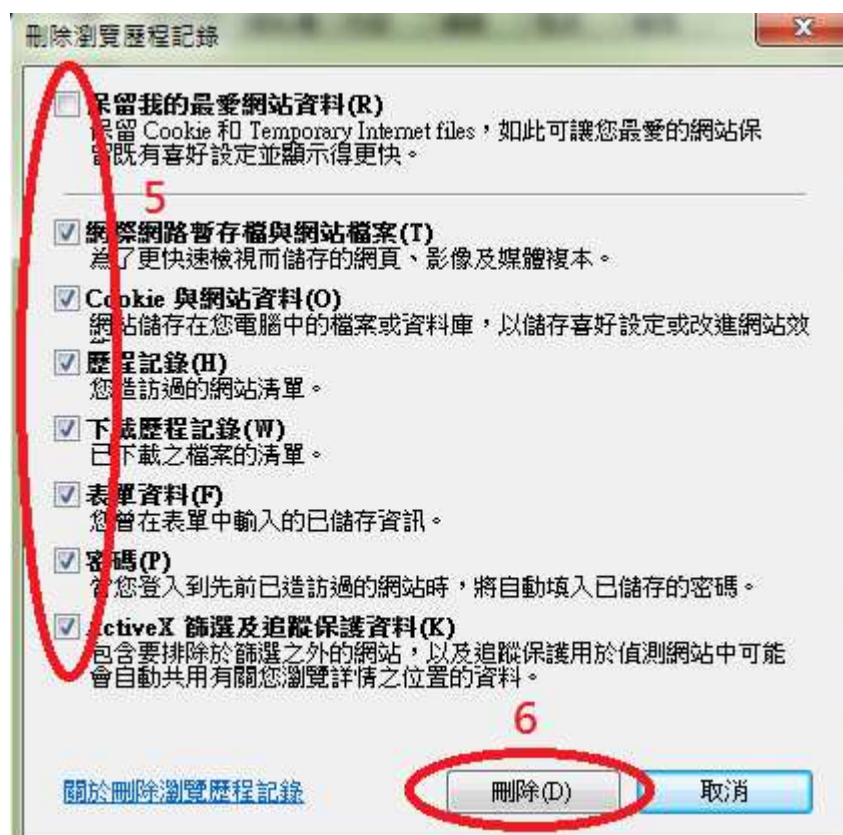 刪除瀏覽歷程記錄
保留我的最愛網站資料(R)
保留 Cookie 和 Temporary Internet files,如此可讓您最愛的網站保
留既有喜好設定並顯示得更快。
5
網際網路暫存檔與網站檔案(T)
為了更快速檢視而儲存的網頁、影像及媒體複本。
Cookie 與網站資料(O)
網站儲存在您電腦中的檔案或資料庫,以儲存喜好設定或改進網站效
歷程記錄(H)
您造訪過的網站清單。
下載歷程記錄(W)
已下載之檔案的清單。
表單資料(F)
您曾在表單中輸入的已儲存資訊。
密碼(P)
當您登入到先前已造訪過的網站時,將自動填入已儲存的密碼。
ActiveX 篩選及追蹤保護資料(K)
包含要排除於篩選之外的網站,以及追蹤保護用於偵測網站中可能
會自動共用有關您瀏覽詳情之位置的資料。
6
關於刪除瀏覽歷程記錄
刪除(D)
取消